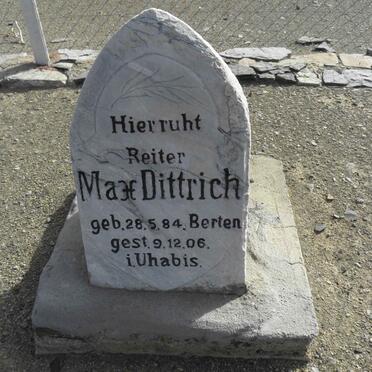 Hier ruht
Reiter
Max Dittrich
geb. 28.5.84. Berten
gest. 9.12.06.
i. Uhabis.